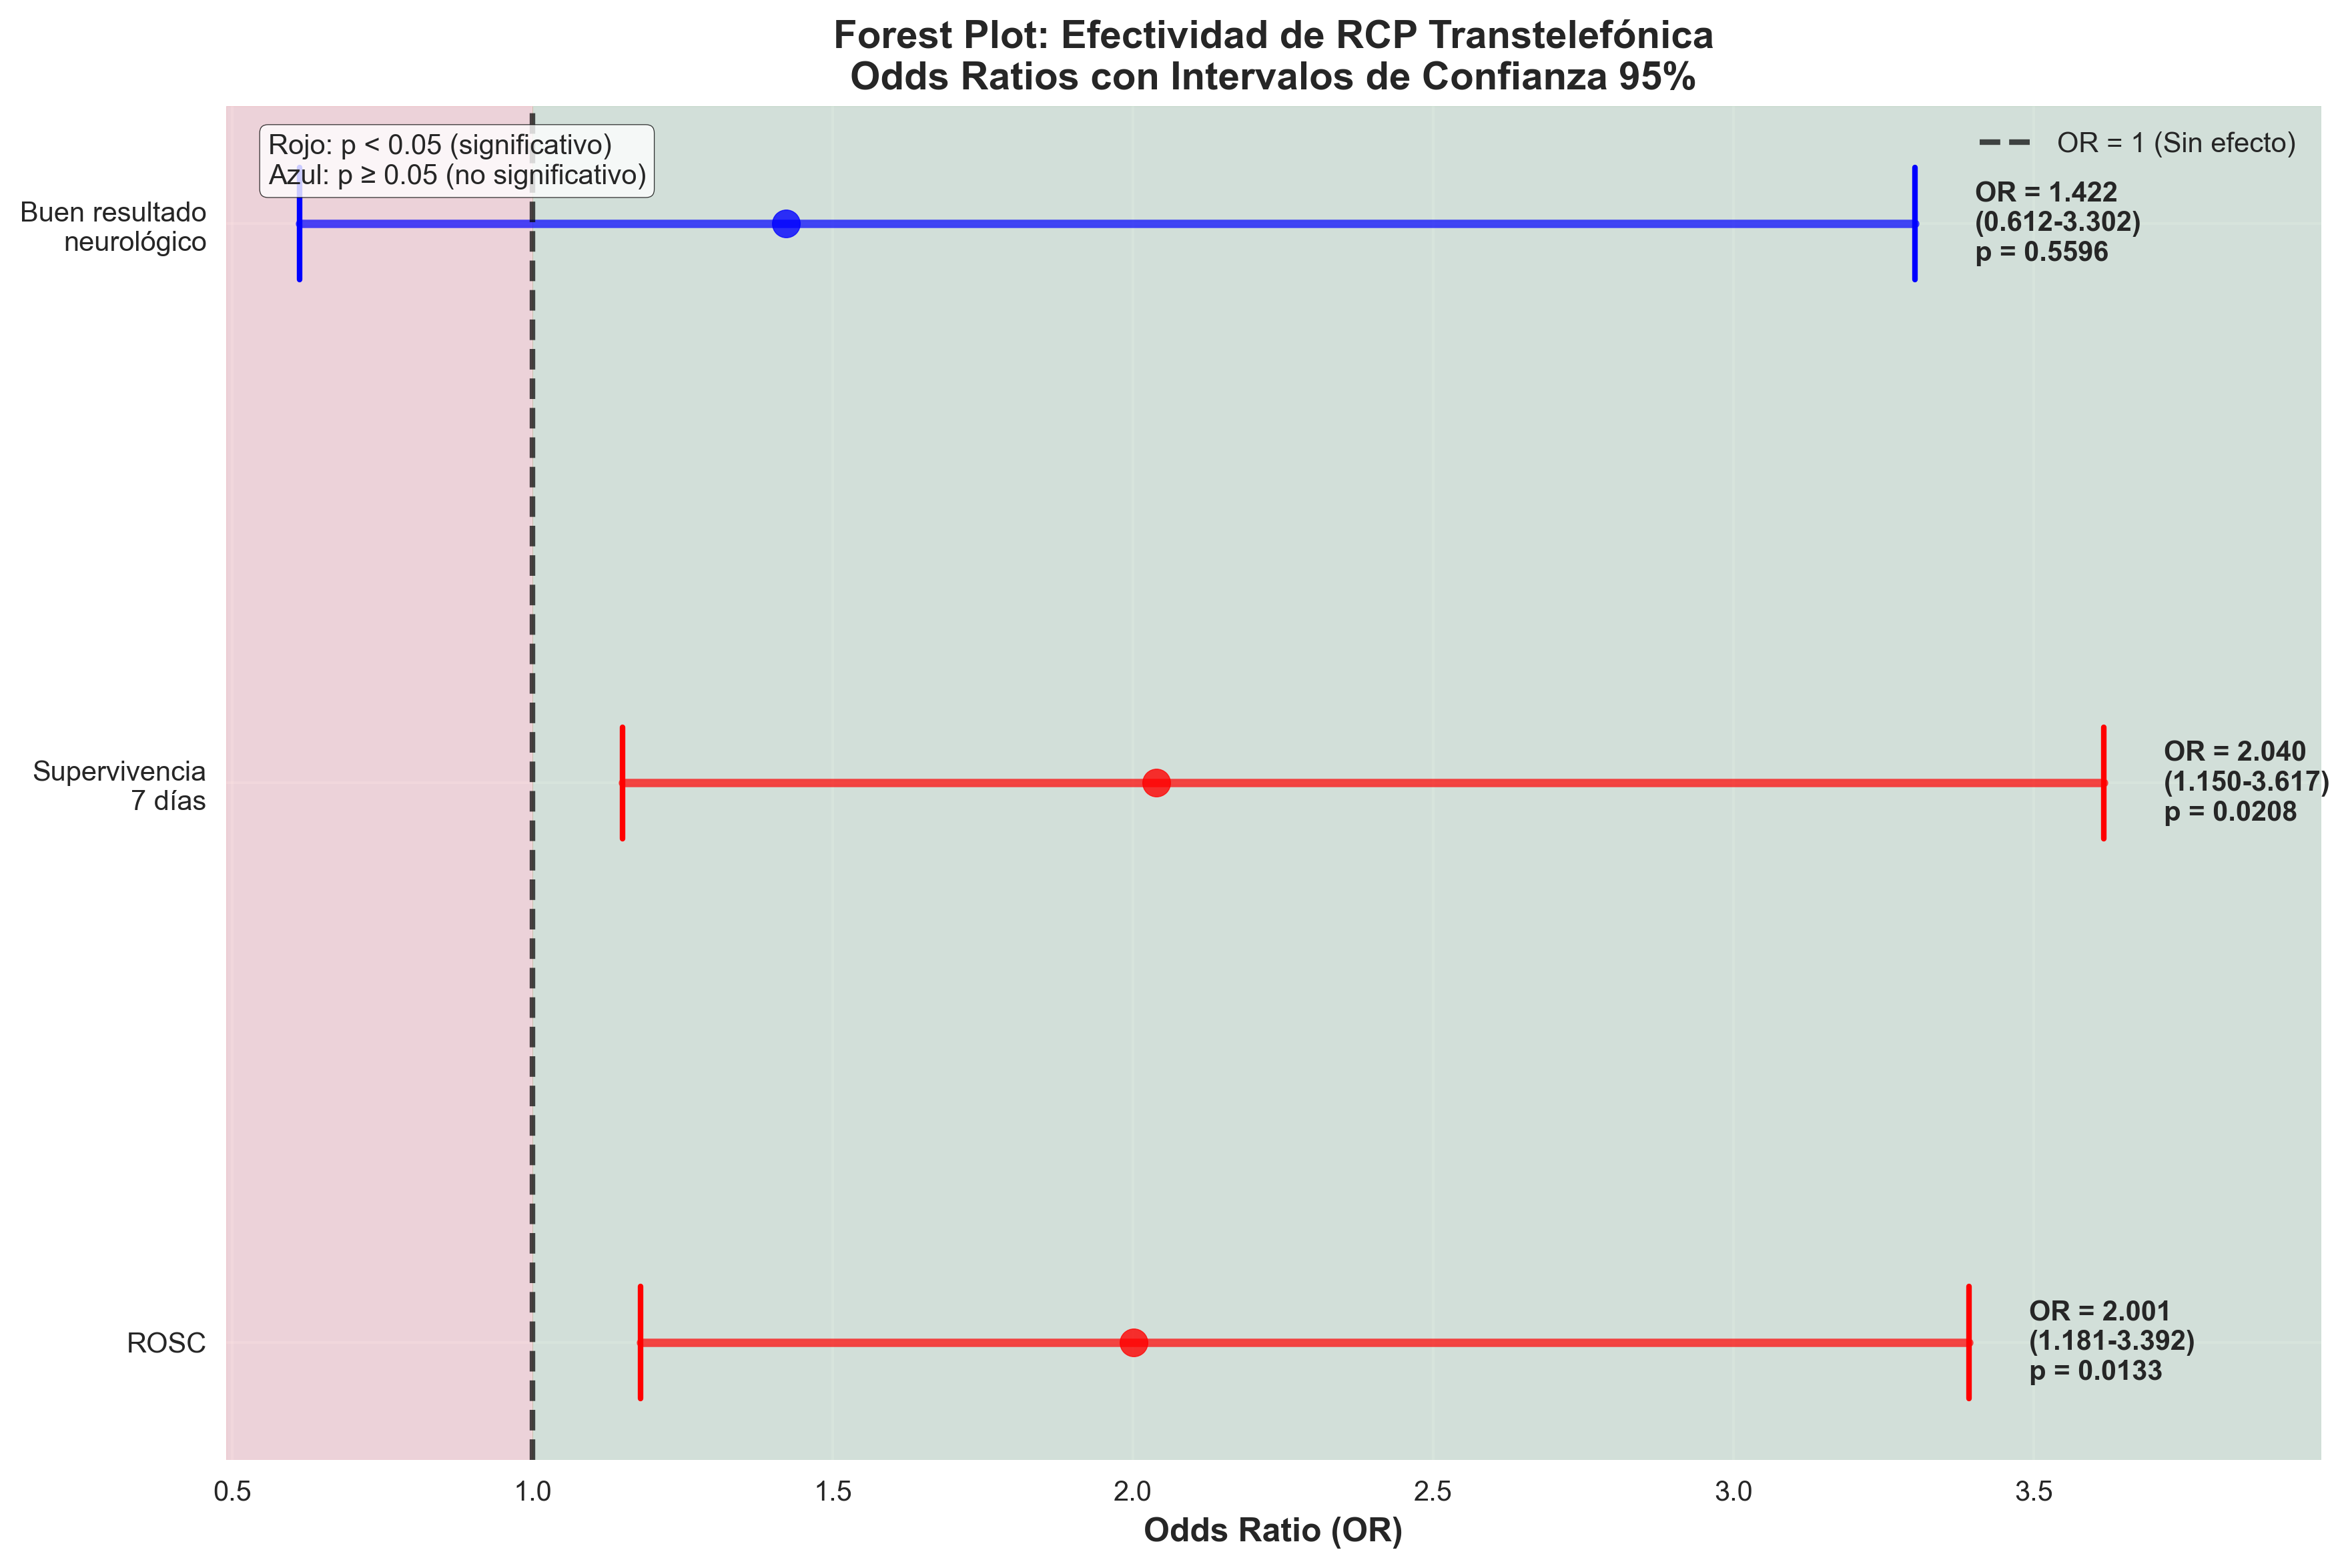 Forest Plot: Efectividad de RCP Transtelefónica
Odds Ratios con Intervalos de Confianza 95%
Rojo: p < 0.05 (significativo)
Azul: p ≥ 0.05 (no significativo)
OR = 1 (Sin efecto)
Buen resultado
neurológico
OR = 1.422
(0.612-3.302)
p = 0.5596
Supervivencia
7 días
OR = 2.040
(1.150-3.617)
p = 0.0208
ROSC
OR = 2.001
(1.181-3.392)
p = 0.0133
0.5 1.0 1.5 2.0 2.5 3.0 3.5
Odds Ratio (OR)